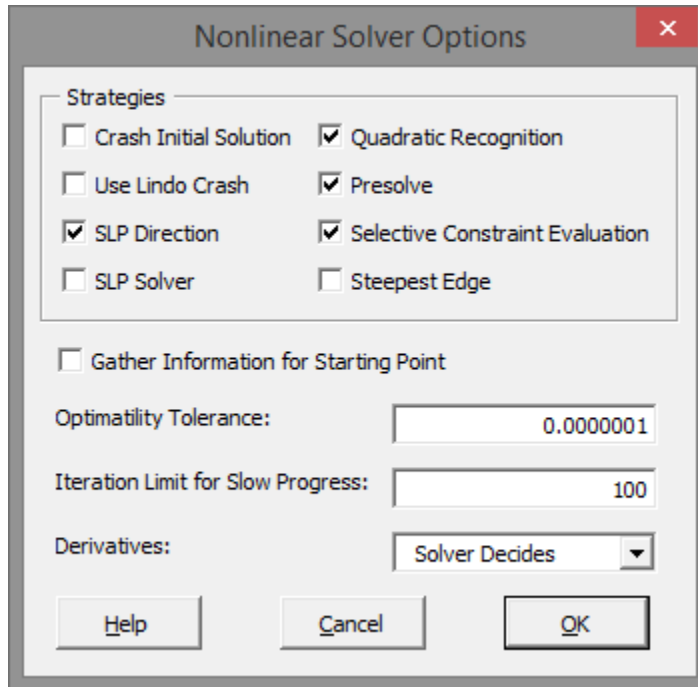 Nonlinear Solver Options
Strategies
Crash Initial Solution
Quadratic Recognition
Use Lindo Crash
Presolve
SLP Direction
Selective Constraint Evaluation
SLP Solver
Steepest Edge
Gather Information for Starting Point
Optimatility Tolerance:
0.0000001
Iteration Limit for Slow Progress:
100
Derivatives:
Solver Decides
Help
Cancel
OK